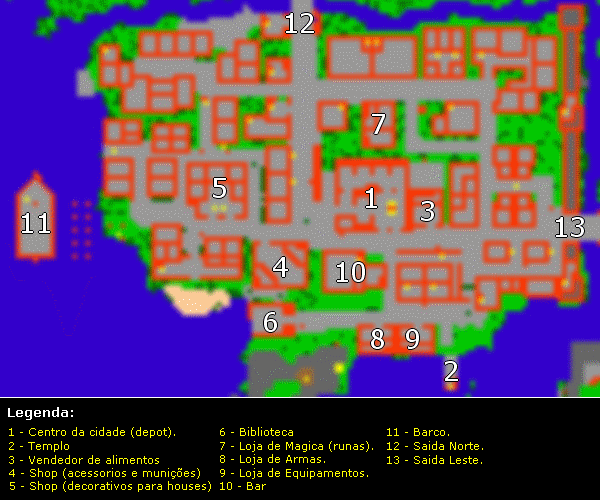 12
7
5
1
3
11
13
4
10
6
8
9
2
Legenda:
1 - Centro da cidade (depot).
2 - Templo
3 - Vendedor de alimentos
4 - Shop (acessorios e munições)
5 - Shop (decorativos para houses)
6 - Biblioteca
7 - Loja de Magica (runas).
8 - Loja de Armas.
9 - Loja de Equipamentos.
10 - Bar
11 - Barco.
12 - Saida Norte.
13 - Saida Leste.